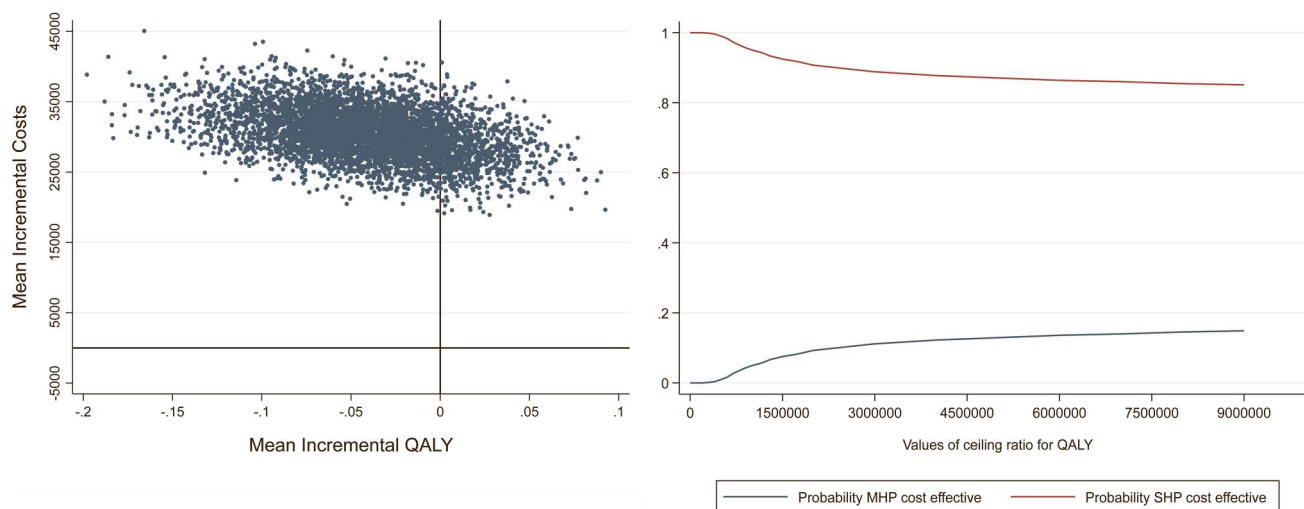 45000
35000
25000
15000
5000
-5000
Mean Incremental Costs
-.2 -.15 -.1 -.05 0 .05 .1
Mean Incremental QALY
1
.8
.6
.4
.2
0
0 1500000 3000000 4500000 6000000 7500000 9000000
Values of ceiling ratio for QALY
Probability MHP cost effective Probability SHP cost effective